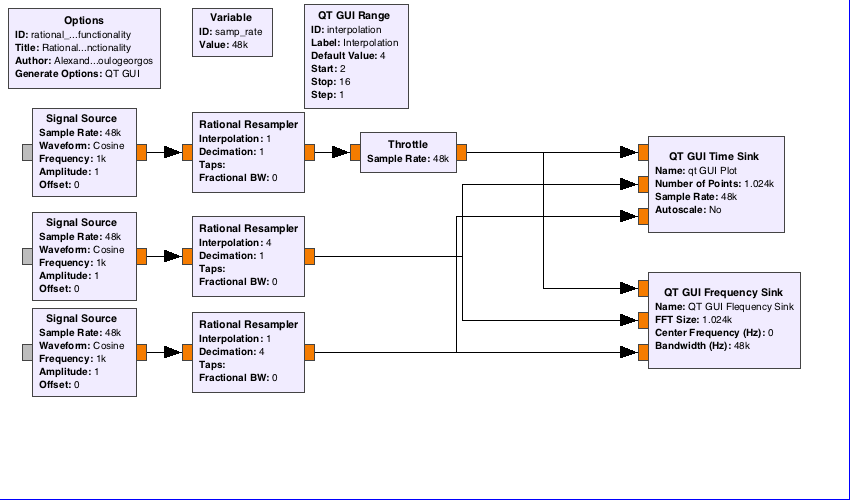 Options
ID: rational_...functionality
Title: Rational...nctionality
Author: Alexand...oulogeorgos
Generate Options: QT GUI
Variable
ID: samp_rate
Value: 48k
QT GUI Range
ID: interpolation
Label: Interpolation
Default Value: 4
Start: 2
Stop: 16
Step: 1
Signal Source
Sample Rate: 48k
Waveform: Cosine
Frequency: 1k
Amplitude: 1
Offset: 0
Rational Resampler
Interpolation: 1
Decimation: 1
Taps:
Fractional BW: 0
Throttle
Sample Rate: 48k
QT GUI Time Sink
Name: qt GUI Plot
Number of Points: 1.024k
Sample Rate: 48k
Autoscale: No
Signal Source
Sample Rate: 48k
Waveform: Cosine
Frequency: 1k
Amplitude: 1
Offset: 0
Rational Resampler
Interpolation: 4
Decimation: 1
Taps:
Fractional BW: 0
QT GUI Frequency Sink
Name: QT GUI Flequency Sink
FFT Size: 1.024k
Center Frequency (Hz): 0
Bandwidth (Hz): 48k
Signal Source
Sample Rate: 48k
Waveform: Cosine
Frequency: 1k
Amplitude: 1
Offset: 0
Rational Resampler
Interpolation: 1
Decimation: 4
Taps:
Fractional BW: 0